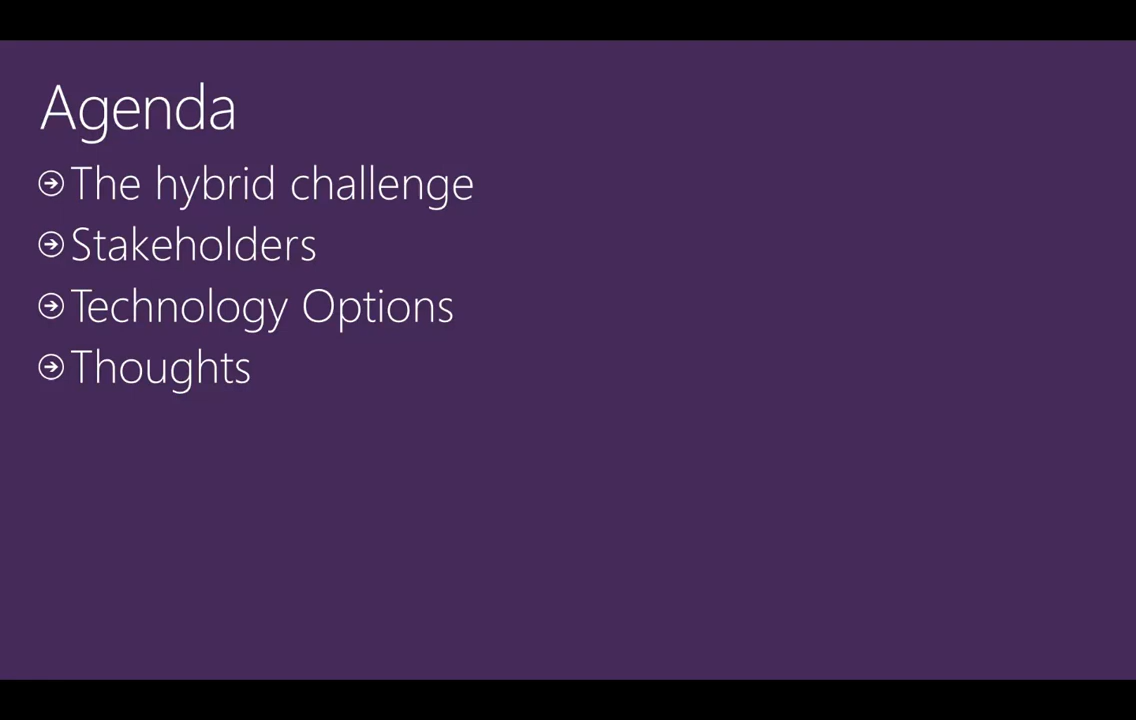 Agenda
The hybrid challenge
Stakeholders
Technology Options
Thoughts